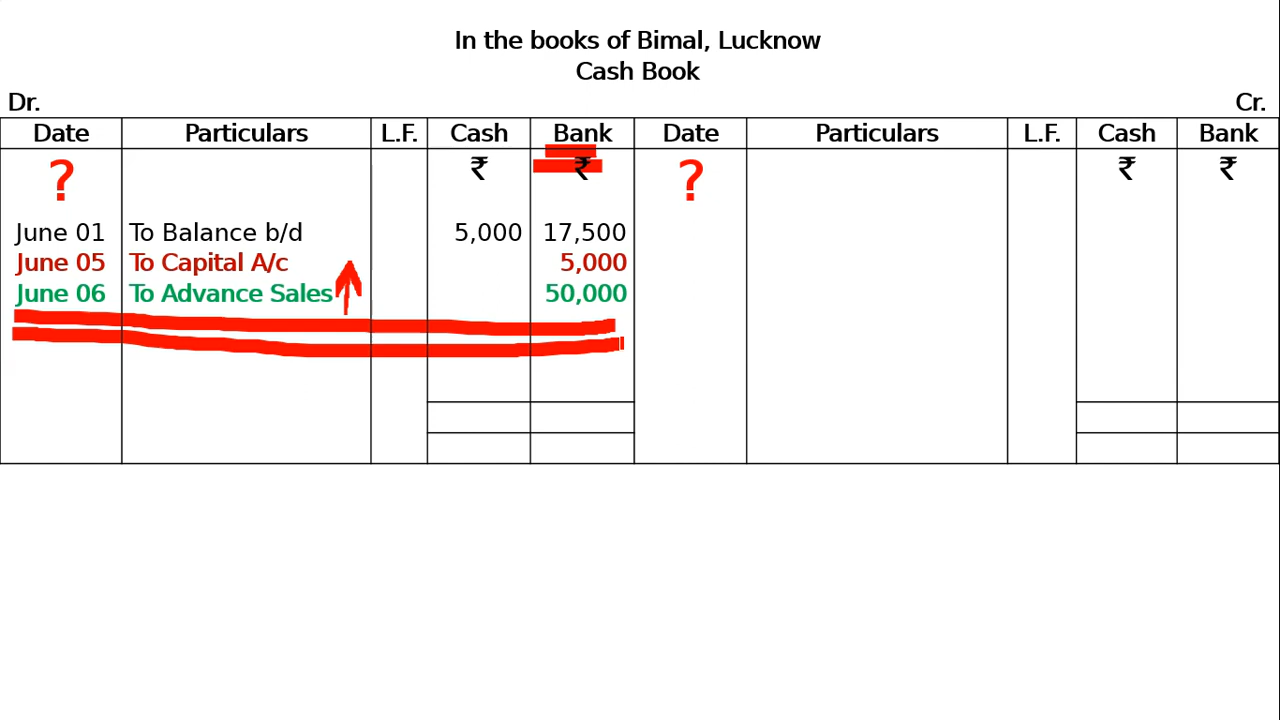 In the books of Bimal, Lucknow
Cash Book
Dr. Cr.
Date Particulars L.F. Cash Bank Date Particulars L.F. Cash Bank
? ₹ ₹ ? ₹ ₹
June 01 To Balance b/d 5,000 17,500
June 05 To Capital A/c 5,000
June 06 To Advance Sales 50,000